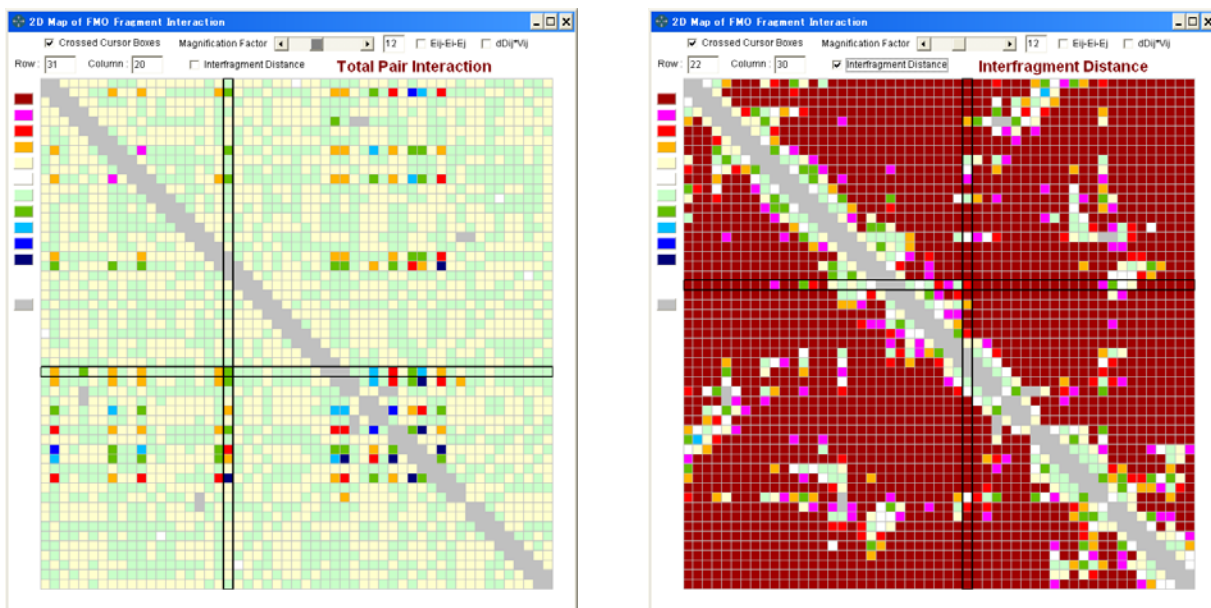 2D Map of FMO Fragment Interaction
Crossed Cursor Boxes Magnification Factor 12 Eij-Ei-Ej dDij*Vij
Row : 31 Column : 20 Interfragment Distance Total Pair Interaction
2D Map of FMO Fragment Interaction
Crossed Cursor Boxes Magnification Factor 12 Eij-Ei-Ej dDij*Vij
Row : 22 Column : 30 Interfragment Distance Interfragment Distance